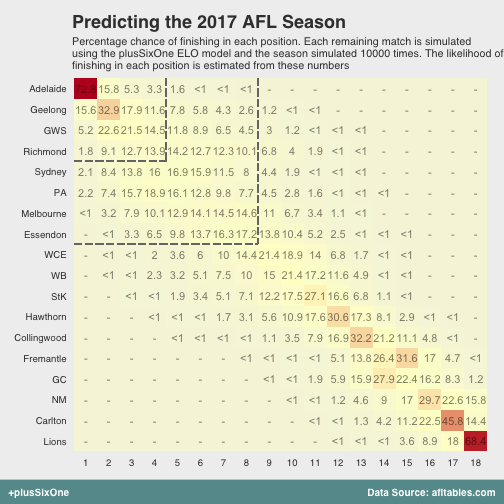 Predicting the 2017 AFL Season
Percentage chance of finishing in each position. Each remaining match is simulated
using the plusSixOne ELO model and the season simulated 10000 times. The likelihood of
finishing in each position is estimated from these numbers
Adelaide 72.8 15.8 5.3 3.3 1.6 <1 <1 <1 - - - - - - - - - -
Geelong 15.6 32.9 17.9 11.6 7.8 5.8 4.3 2.6 1.2 <1 <1 - - - - - - -
GWS 5.2 22.6 21.5 14.5 11.8 8.9 6.5 4.5 3 1.2 <1 <1 <1 - - - - -
Richmond 1.8 9.1 12.7 13.9 14.2 12.7 12.3 10.1 6.8 4 1.9 <1 <1 - - - - -
Sydney 2.1 8.4 13.8 16 16.9 15.9 11.5 8 4.4 1.9 <1 <1 <1 - - - - -
PA 2.2 7.4 15.7 18.9 16.1 12.8 9.8 7.7 4.5 2.8 1.6 <1 <1 <1 - - - -
Melbourne <1 3.2 7.9 10.1 12.9 14.1 14.5 14.6 11 6.7 3.4 1.1 <1 - - - - -
Essendon - <1 3.3 6.5 9.8 13.7 16.3 17.2 13.8 10.4 5.2 2.5 <1 <1 <1 - - -
WCE - <1 <1 2 3.6 6 10 14.4 21.4 18.9 14 6.8 1.7 <1 <1 - - -
WB - <1 <1 2.3 3.2 5.1 7.5 10 15 21.4 17.2 11.6 4.9 <1 <1 - - -
StK - - <1 <1 1.9 3.4 5.1 7.1 12.2 17.5 27.1 16.6 6.8 1.1 <1 - - -
Hawthorn - - - <1 <1 <1 1.7 3.1 5.6 10.9 17.6 30.6 17.3 8.1 2.9 <1 <1 -
Collingwood - - - - <1 <1 <1 <1 1.1 3.5 7.9 16.9 32.2 21.2 11.1 4.8 <1 -
Fremantle - - - - - - - <1 <1 <1 <1 5.1 13.8 26.4 31.6 17 4.7 <1
GC - - - - - - - - <1 <1 1.9 5.9 15.9 27.9 22.4 16.2 8.3 1.2
NM - - - - - - - - - <1 <1 1.2 4.6 9 17 29.7 22.6 15.8
Carlton - - - - - - - - - - <1 <1 1.3 4.2 11.2 22.5 45.8 14.4
Lions - - - - - - - - - - - <1 <1 <1 3.6 8.9 18 68.4
1 2 3 4 5 6 7 8 9 10 11 12 13 14 15 16 17 18
+plusSixOne Data Source: afltables.com